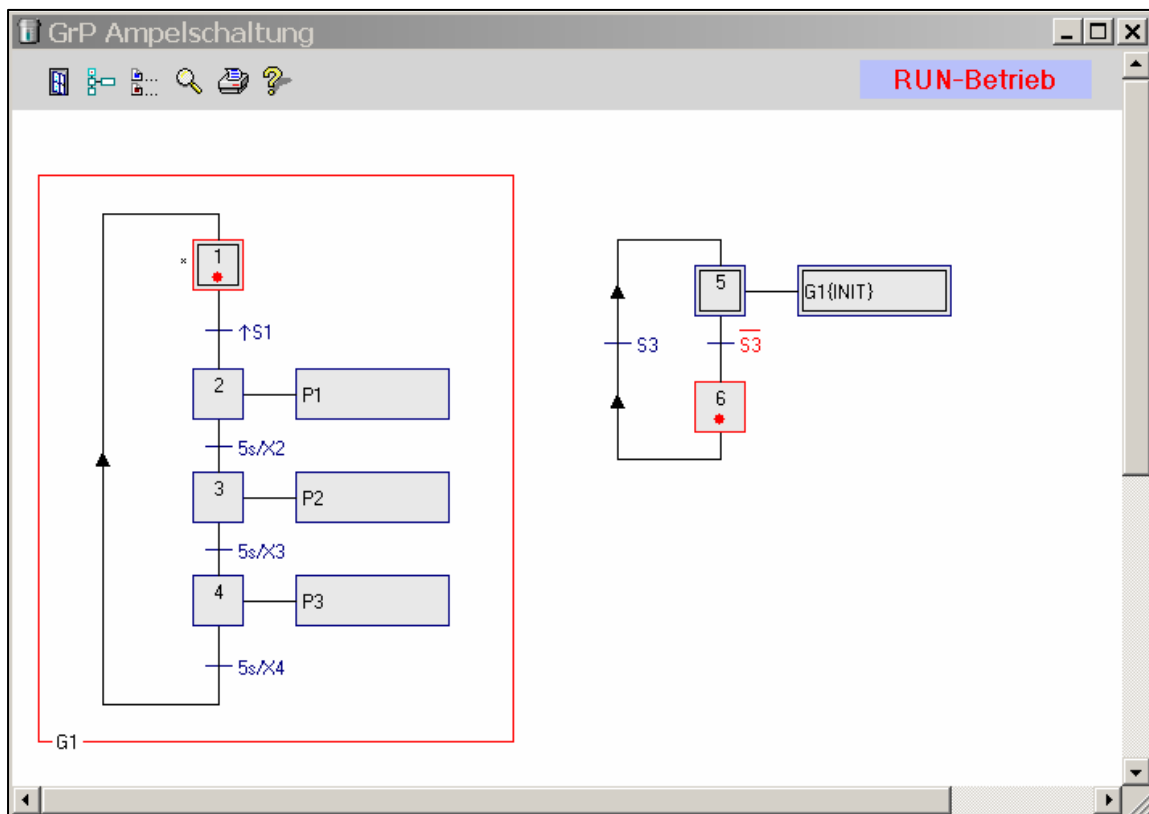 GrP Ampelschaltung
RUN-Betrieb
1
↑S1
2
P1
5s/X2
3
P2
5s/X3
4
P3
5s/X4
G1
5
G1{INIT}
S3
S̅3̅
6